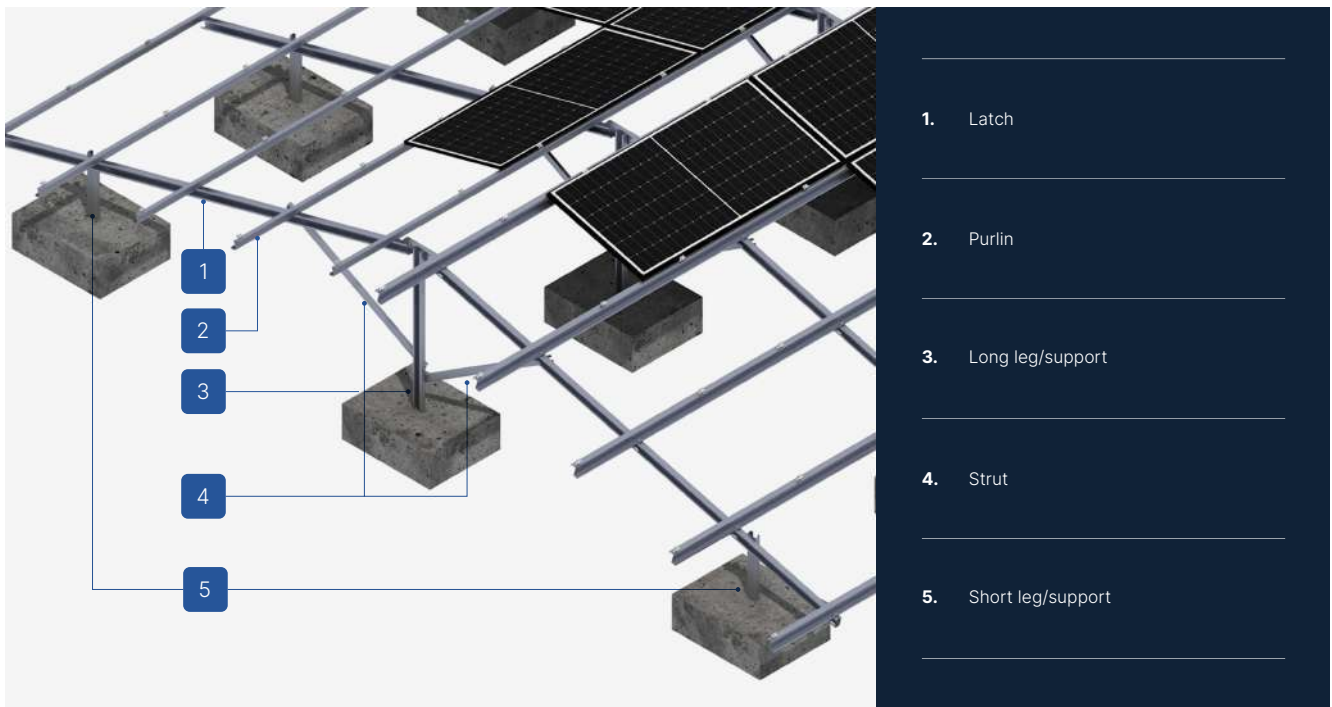 1
2
3
4
5
1. Latch
2. Purlin
3. Long leg/support
4. Strut
5. Short leg/support